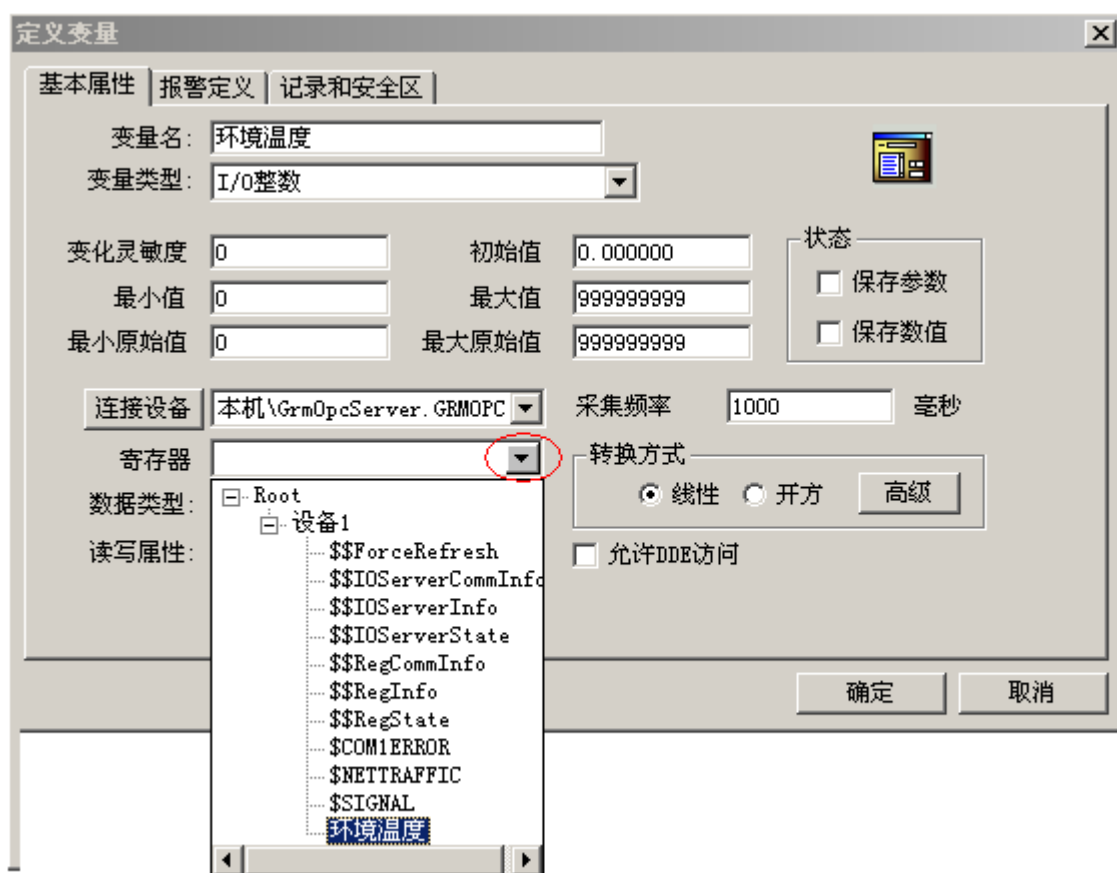 定义变量
基本属性 报警定义 记录和安全区
变量名: 环境温度
变量类型: I/O整数
变化灵敏度 0 初始值 0.000000 状态
最小值 0 最大值 999999999 保存参数
最小原始值 0 最大原始值 999999999 保存数值
连接设备 本机\GrmOpcServer.GRMOPC 采集频率 1000 毫秒
寄存器 转换方式
数据类型: 线性 开方 高级
读写属性: 允许DDE访问
Root
设备1
$$ForceRefresh
$$IOServerCommInfo
$$IOServerInfo
$$IOServerState
$$RegCommInfo
$$RegInfo
$$RegState
$COM1ERROR
$NETTRAFFIC
$SIGNAL
环境温度
确定 取消